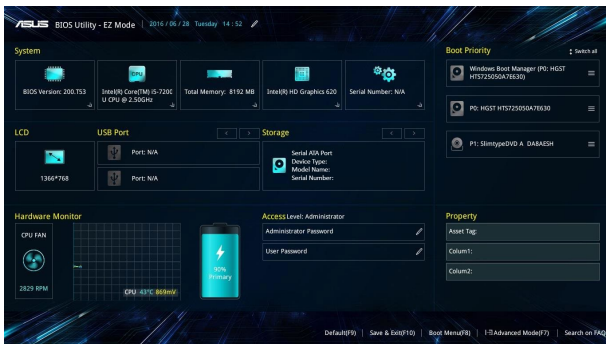 ASUS BIOS Utility - EZ Mode | 2016/06/28 Tuesday 14:52
System
BIOS Version: 200.T53
CPU
Intel(R) Core(TM) i5-7200
U CPU @ 2.50GHz
Total Memory: 8192 MB
Intel(R) HD Graphics 620
Serial Number: N/A
Boot Priority
Switch all
Windows Boot Manager (P0: HGST
HTS725050A7E630)
P0: HGST HTS725050A7E630
P1: SlimtypeDVD A DA8AESH
LCD
1366*768
USB Port
Port: N/A
Port: N/A
Storage
Serial ATA Port
Device Type:
Model Name:
Serial Number:
Hardware Monitor
CPU FAN
2829 RPM
CPU 43°C 869mV
90%
Primary
Access Level: Administrator
Administrator Password
User Password
Property
Asset Tag:
Colum1:
Colum2:
Default(F9) | Save & Exit(F10) | Boot Menu(F8) | Advanced Mode(F7) | Search on FAQ